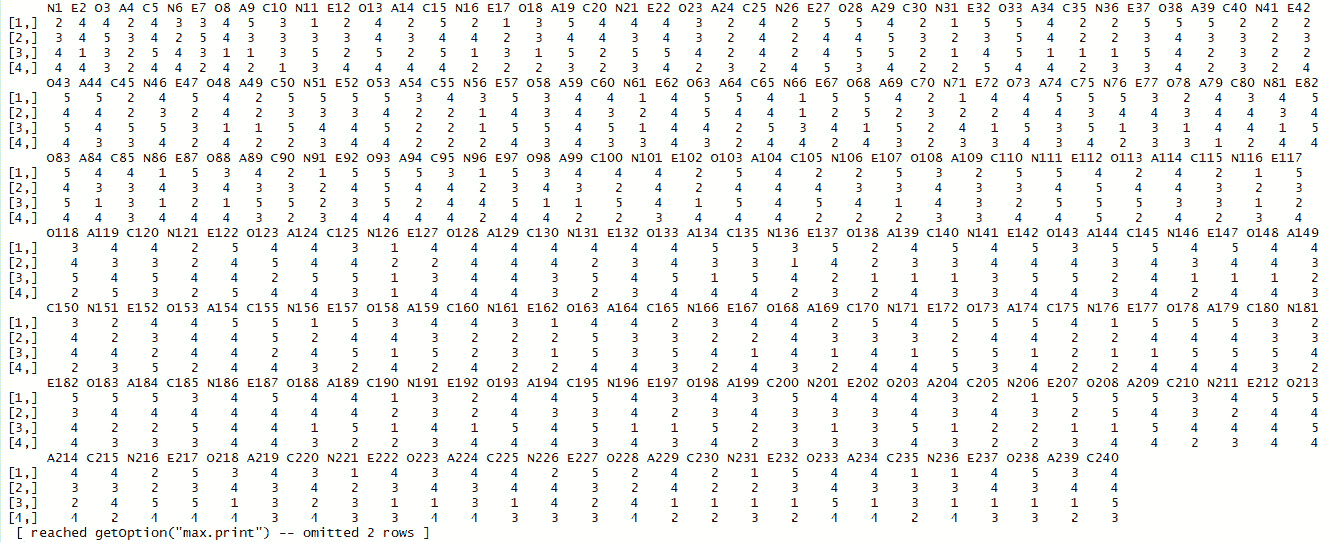 N1 E2 O3 A4 C5 N6 E7 O8 A9 C10 N11 E12 O13 A14 C15 N16 E17 O18 A19 C20 N21 E22 O23 A24 C25 N26 E27 O28 A29 C30 N31 E32 O33 A34 C35 N36 E37 O38 A39 C40 N41 E42
[1,] 2 4 4 2 4 3 2 4 5 3 1 2 4 2 5 2 1 3 5 4 4 4 3 2 4 2 5 5 4 2 1 5 5 4 2 2 5 5 5 2 2 2
[2,] 3 4 5 3 4 2 5 4 3 3 3 3 4 3 4 4 2 3 4 4 3 4 3 2 4 2 4 4 5 3 2 3 3 4 4 2 3 4 3 2 2 3
[3,] 4 1 3 2 5 4 3 1 1 3 5 2 5 2 5 1 3 1 5 2 5 5 4 2 4 2 4 5 5 2 1 4 5 1 1 1 5 4 2 3 2 2
[4,] 4 4 3 2 4 4 2 4 2 1 3 4 4 4 4 2 2 2 3 2 3 4 2 3 2 4 5 3 4 2 2 5 4 4 2 3 3 4 2 3 2 4
O43 A44 C45 N46 E47 O48 A49 C50 N51 E52 O53 A54 C55 N56 E57 O58 A59 C60 N61 E62 O63 A64 C65 N66 E67 O68 A69 C70 N71 E72 O73 A74 C75 N76 E77 O78 A79 C80 N81 E82
[1,] 5 5 2 4 5 4 2 5 5 5 5 3 4 3 5 3 4 4 1 4 5 5 4 1 5 5 4 2 1 4 4 5 5 5 3 2 4 3 4 5
[2,] 4 4 2 3 2 4 2 3 3 3 4 2 2 1 4 3 4 3 2 4 5 4 4 1 2 5 2 3 2 2 4 4 3 4 4 3 4 4 3 4
[3,] 5 4 5 5 3 1 1 5 4 4 5 2 2 1 5 5 4 5 1 4 4 2 5 3 4 1 5 2 4 1 5 3 5 1 3 1 4 4 1 5
[4,] 4 3 3 4 2 4 2 2 3 4 4 2 2 3 2 3 4 3 4 3 3 4 3 2 4 4 2 4 3 2 4 4 3 4 2 3 3 1 2 4
O83 A84 C85 N86 E87 O88 A89 C90 N91 E92 O93 A94 C95 N96 E97 O98 A99 C100 N101 E102 O103 A104 C105 N106 E107 O108 A109 C110 N111 E112 O113 A114 C115 N116 E117
[1,] 5 4 4 1 5 3 4 2 1 5 5 5 5 3 1 5 3 4 4 4 2 5 4 2 2 5 3 2 5 5 4 2 4 2 1 5
[2,] 4 3 3 4 3 4 3 3 2 4 5 4 4 2 3 4 3 2 4 2 4 4 4 3 3 4 3 3 4 5 4 4 3 2 3
[3,] 5 1 3 1 2 1 5 5 2 3 5 2 4 4 5 1 1 5 4 1 5 4 5 4 1 4 3 2 5 5 2 3 3 1 2
[4,] 4 4 3 4 4 4 3 2 3 4 4 4 4 2 4 4 2 2 3 4 4 4 2 2 2 3 3 4 4 5 2 4 2 3 4
O118 A119 C120 N121 E122 O123 A124 C125 N126 E127 O128 A129 C130 N131 E132 O133 A134 C135 N136 E137 O138 A139 C140 N141 E142 O143 A144 C145 N146 E147 O148 A149
[1,] 3 4 4 2 5 4 4 3 1 4 4 4 4 4 4 4 5 5 3 5 2 4 5 4 5 3 5 5 4 5 4 4
[2,] 4 3 3 2 4 5 4 4 2 2 4 4 4 4 2 3 4 3 3 1 4 2 3 3 4 4 4 3 4 3 4 4 3
[3,] 5 4 5 4 4 2 5 5 1 3 4 4 3 5 4 5 1 5 4 2 1 1 1 3 5 5 2 4 1 1 1 2
[4,] 2 5 3 2 5 4 4 3 1 4 4 4 3 2 3 4 4 4 2 3 2 4 3 3 4 4 4 3 4 2 4 3
C150 N151 E152 O153 A154 C155 N156 E157 O158 A159 C160 N161 E162 O163 A164 C165 N166 E167 O168 A169 C170 N171 E172 O173 A174 C175 N176 E177 O178 A179 C180 N181
[1,] 3 2 4 4 5 5 1 5 3 4 4 3 1 4 4 2 3 4 4 2 5 4 5 5 5 4 1 5 5 5 3 2
[2,] 4 2 3 4 4 5 2 4 4 3 2 2 2 5 3 3 2 2 4 3 3 3 2 4 4 2 4 4 4 4 4 2
[3,] 4 4 2 4 4 2 4 5 1 5 2 3 1 5 3 5 4 1 4 1 4 1 5 5 1 2 1 1 5 5 5 4
[4,] 2 3 5 2 4 4 3 2 4 2 4 2 2 4 4 2 4 3 2 4 2 3 4 4 2 4 2 4 4 4 3 2
E182 O183 A184 C185 N186 E187 O188 A189 C190 N191 E192 O193 A194 C195 N196 E197 O198 A199 C200 N201 E202 O203 A204 C205 N206 E207 O208 A209 C210 N211 E212 O213
[1,] 5 5 5 3 4 5 4 4 1 3 2 4 4 5 4 3 4 3 5 4 4 4 3 2 1 5 5 5 3 4 5 5
[2,] 3 4 4 4 4 4 4 4 2 3 2 4 3 3 4 2 3 4 3 3 3 4 3 4 3 2 5 4 3 2 4 4
[3,] 4 2 1 2 4 4 1 5 1 4 1 4 5 4 5 1 1 5 2 1 3 5 1 2 2 1 1 5 4 4 4 5
[4,] 4 3 3 3 4 4 3 2 2 3 4 4 2 3 4 3 4 2 3 3 2 3 2 2 3 3 4 4 2 3 4 4
A214 C215 N216 E217 O218 A219 C220 N221 E222 O223 A224 C225 N226 E227 O228 A229 C230 N231 E232 O233 A234 C235 N236 E237 O238 A239 C240
[1,] 4 4 2 5 3 4 3 1 4 3 4 4 2 5 2 4 2 1 5 4 4 1 1 4 5 3 4
[2,] 3 3 2 3 4 3 4 2 3 4 3 4 4 3 2 4 2 2 3 4 3 3 3 4 3 4 4
[3,] 2 4 5 5 1 3 2 3 1 1 3 1 4 2 4 1 1 1 1 5 1 3 1 1 1 1 5
[4,] 4 2 4 4 3 4 3 3 4 4 3 3 3 4 2 2 3 2 4 4 2 4 3 3 2 3
[ reached getOption("max.print") -- omitted 2 rows ]